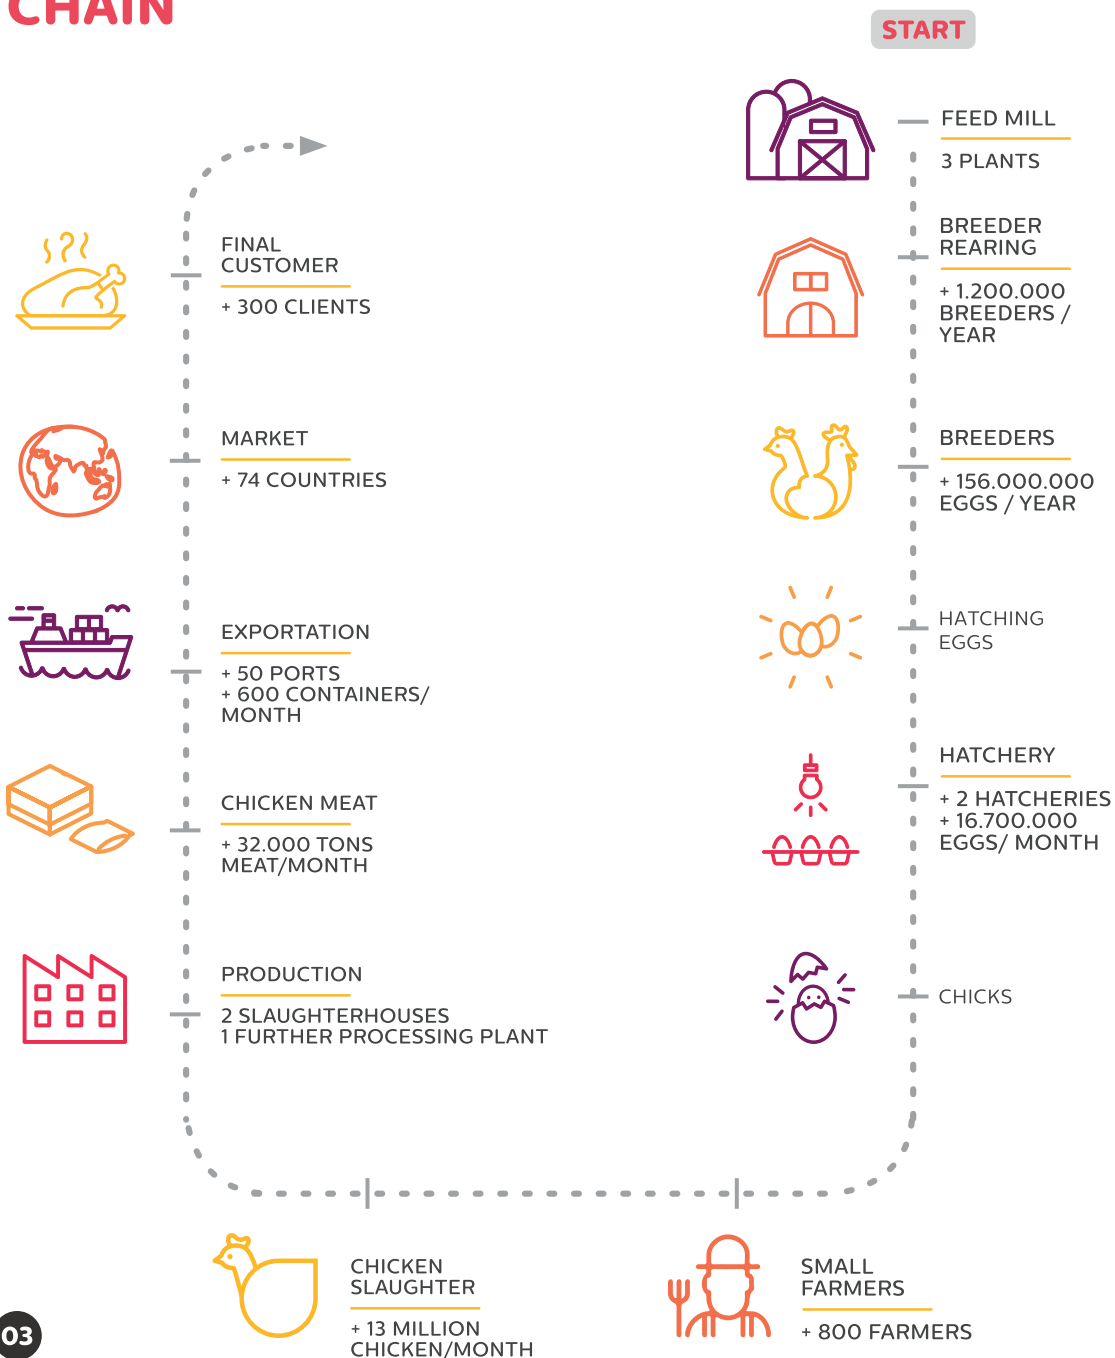 CHAIN
START
FEED MILL
3 PLANTS
BREEDER
REARING
+ 1.200.000
BREEDERS /
YEAR
BREEDERS
+ 156.000.000
EGGS / YEAR
HATCHING
EGGS
HATCHERY
+ 2 HATCHERIES
+ 16.700.000
EGGS/ MONTH
CHICKS
SMALL
FARMERS
+ 800 FARMERS
CHICKEN
SLAUGHTER
+ 13 MILLION
CHICKEN/MONTH
PRODUCTION
2 SLAUGHTERHOUSES
1 FURTHER PROCESSING PLANT
CHICKEN MEAT
+ 32.000 TONS
MEAT/MONTH
EXPORTATION
+ 50 PORTS
+ 600 CONTAINERS/
MONTH
MARKET
+ 74 COUNTRIES
FINAL
CUSTOMER
+ 300 CLIENTS
03